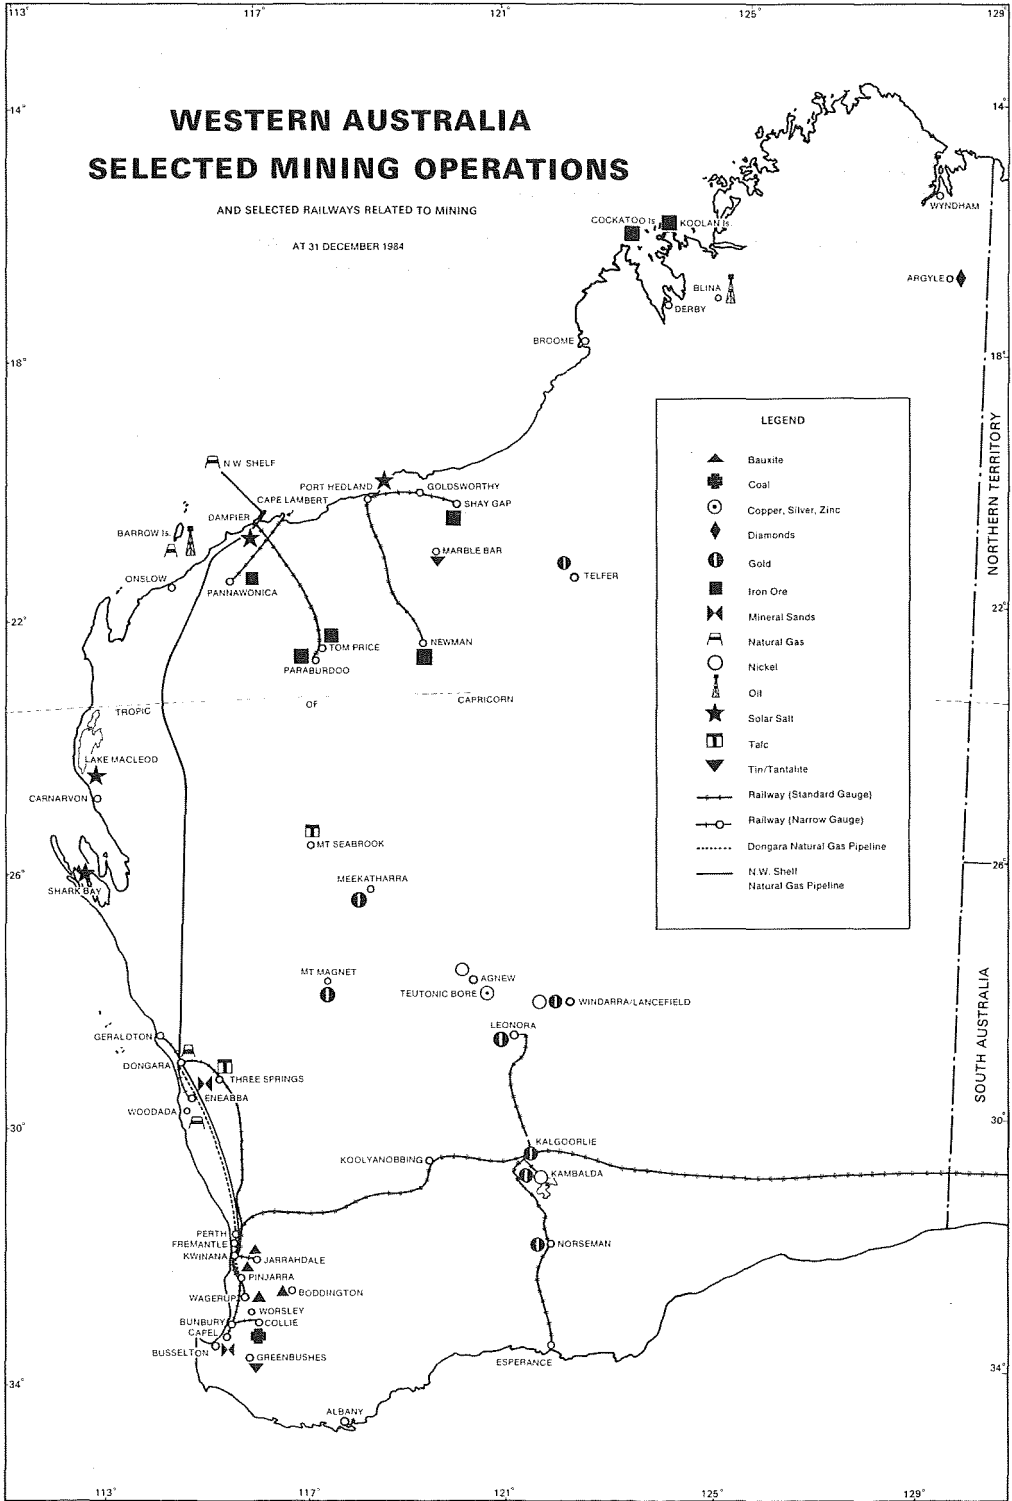 13°
117°
121°
125°
129°
14°
14°
WESTERN AUSTRALIA
SELECTED MINING OPERATIONS
AND SELECTED RAILWAYS RELATED TO MINING
AT 31 DECEMBER 1984
WYNDHAM
COCKATOO Is.
KOOLAN Is.
ARGYLE
BLINA
DERBY
BROOME
18°
18°
LEGEND
Bauxite
Coal
Copper, Silver, Zinc
Diamonds
Gold
Iron Ore
Mineral Sands
Natural Gas
Nickel
Oil
Solar Salt
Talc
Tin/Tantalite
Railway (Standard Gauge)
Railway (Narrow Gauge)
Dongara Natural Gas Pipeline
N.W. Shelf
Natural Gas Pipeline
NORTHERN TERRITORY
SOUTH AUSTRALIA
N.W. SHELF
PORT HEDLAND
GOLDSWORTHY
CAPE LAMBERT
SHAY GAP
DAMPIER
BARROW Is.
MARBLE BAR
ONSLOW
PANNAWONICA
TELFER
22°
22°
TOM PRICE
NEWMAN
PARABURDOO
TROPIC
OF
CAPRICORN
LAKE MACLEOD
CARNARVON
MT SEABROOK
26°
26°
MEEKATHARRA
SHARK BAY
MT MAGNET
AGNEW
TEUTONIC BORE
WINDARRA/LANCEFIELD
LEONORA
GERALDTON
DONGARA
THREE SPRINGS
ENEABBA
WOODADA
30°
30°
KALGOORLIE
KOOLYANOBBING
KAMBALDA
PERTH
FREMANTLE
KWINANA
JARRAHDALE
NORSEMAN
PINJARRA
WAGERUP
BODDINGTON
WORSLEY
BUNBURY
COLLIE
CAPEL
BUSSELTON
GREENBUSHES
ESPERANCE
34°
34°
ALBANY
113°
117°
121°
125°
129°